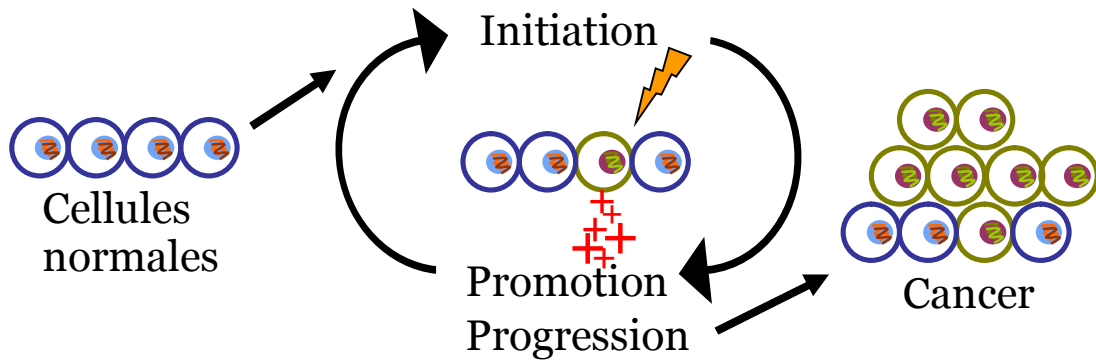 Initiation
Cellules
normales
Promotion
Progression
Cancer